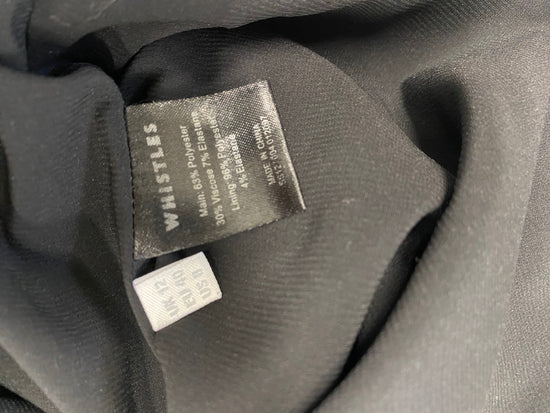 WHISTLES
Main: 63% Polyester
30% Viscose 7% Elastane
Lining: 96% Polyester
4% Elastane
MADE IN CHINA
UK 12
EU 40
US 8